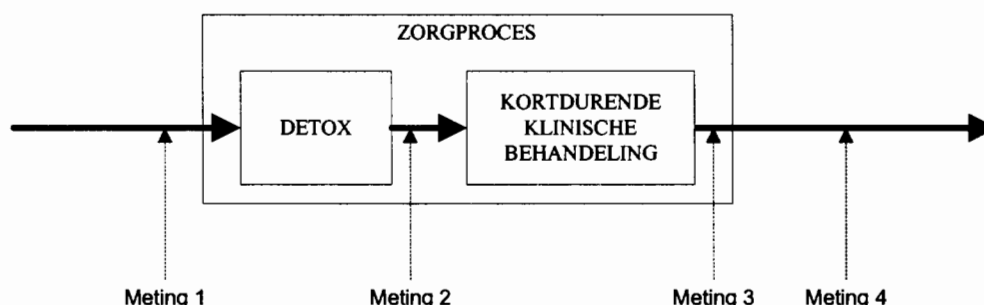 ZORGPROCES
DETOX
KORTDURENDE
KLINISCHE
BEHANDELING
Meting 1
Meting 2
Meting 3
Meting 4